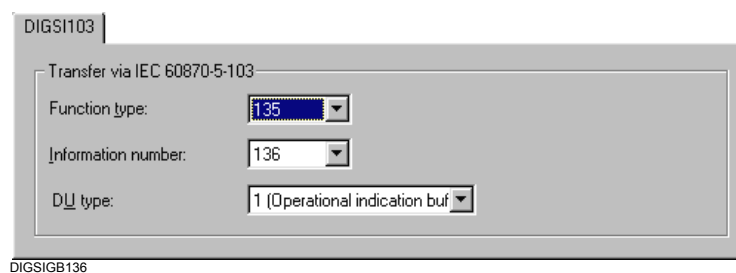 DIGSI103
Transfer via IEC 60870-5-103
Function type: 135
Information number: 136
DU type: 1 (Operational indication buf
DIGSIGB136